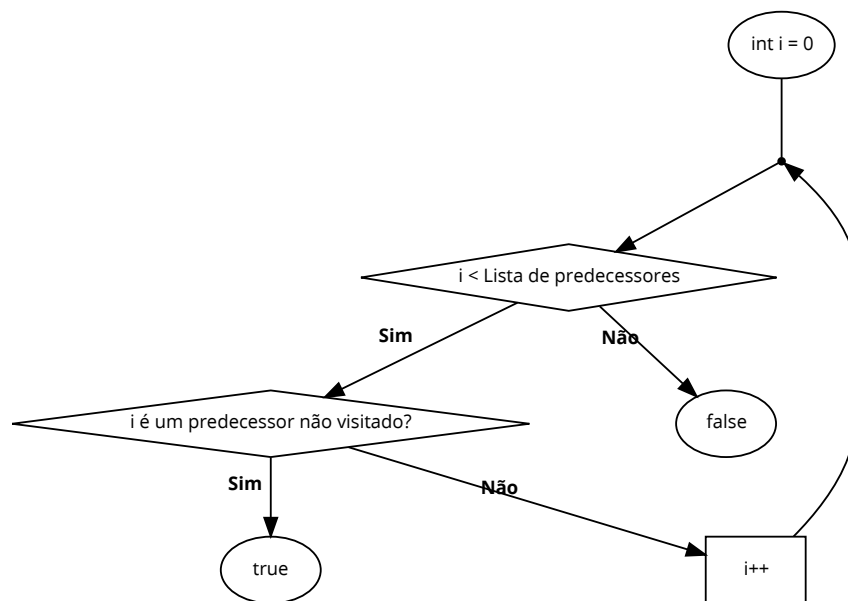 int i = 0
i < Lista de predecessores
Sim
Não
i é um predecessor não visitado?
false
Sim
Não
true
i++